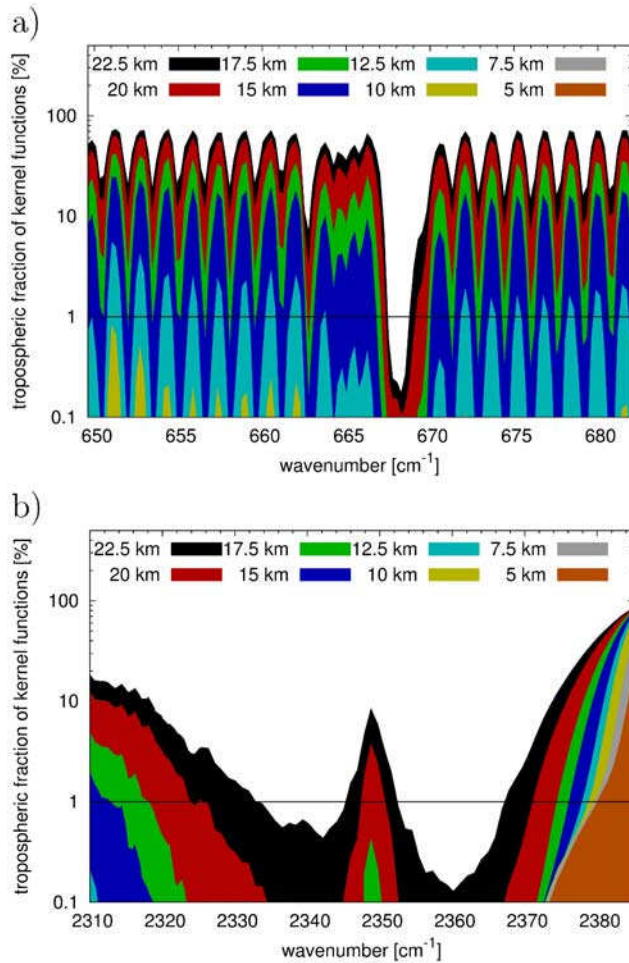 a)
22.5 km 17.5 km 12.5 km 7.5 km
20 km 15 km 10 km 5 km
tropospheric fraction of kernel functions [%]
100
10
1
0.1
650 655 660 665 670 675 680
wavenumber [cm⁻¹]
b)
22.5 km 17.5 km 12.5 km 7.5 km
20 km 15 km 10 km 5 km
tropospheric fraction of kernel functions [%]
100
10
1
0.1
2310 2320 2330 2340 2350 2360 2370 2380
wavenumber [cm⁻¹]